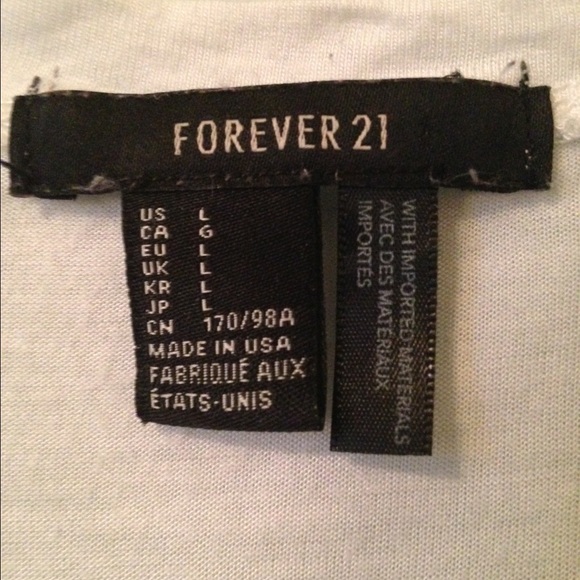 FOREVER 21
US L
CA G
EU L
UK L
KR L
JP L
CN 170/98A
MADE IN USA
FABRIQUÉ AUX
ÉTATS-UNIS
WITH IMPORTED MATERIALS
AVEC DES MATÉRIAUX
IMPORTÉS